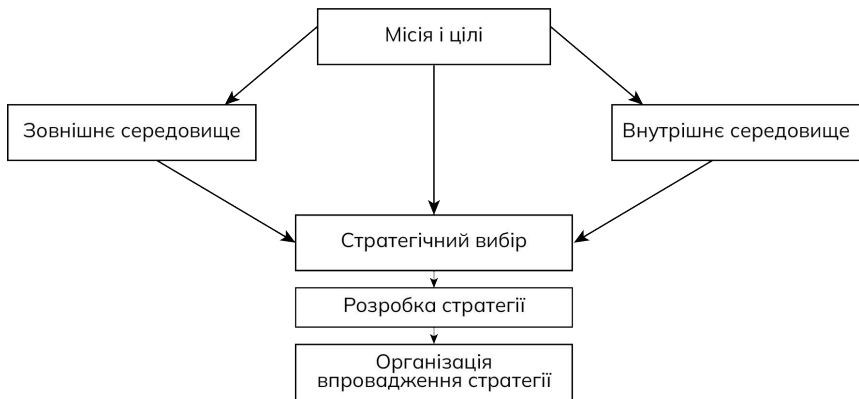 Місія і цілі
Зовнішнє середовище
Внутрішнє середовище
Стратегічний вибір
Розробка стратегії
Організація
впровадження стратегії